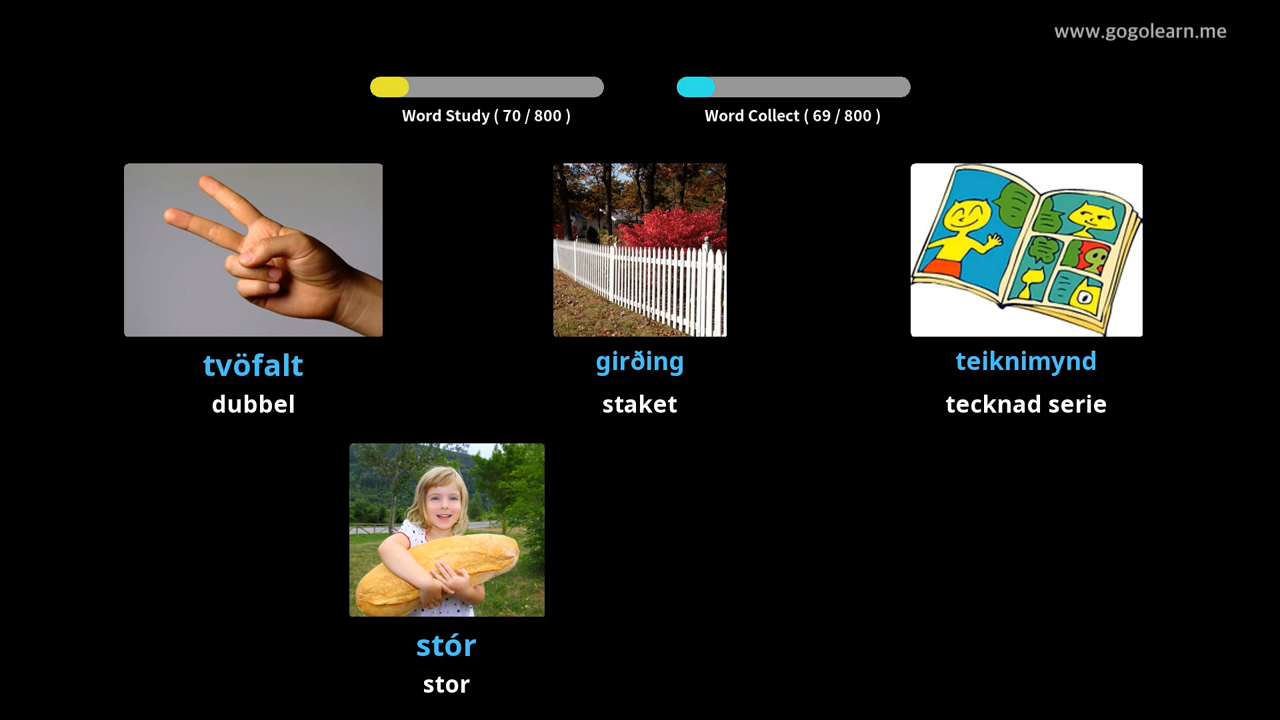 www.gogolearn.me
Word Study ( 70 / 800 )
Word Collect ( 69 / 800 )
tvöfalt
dubbel
girðing
staket
teiknimynd
tecknad serie
stór
stor